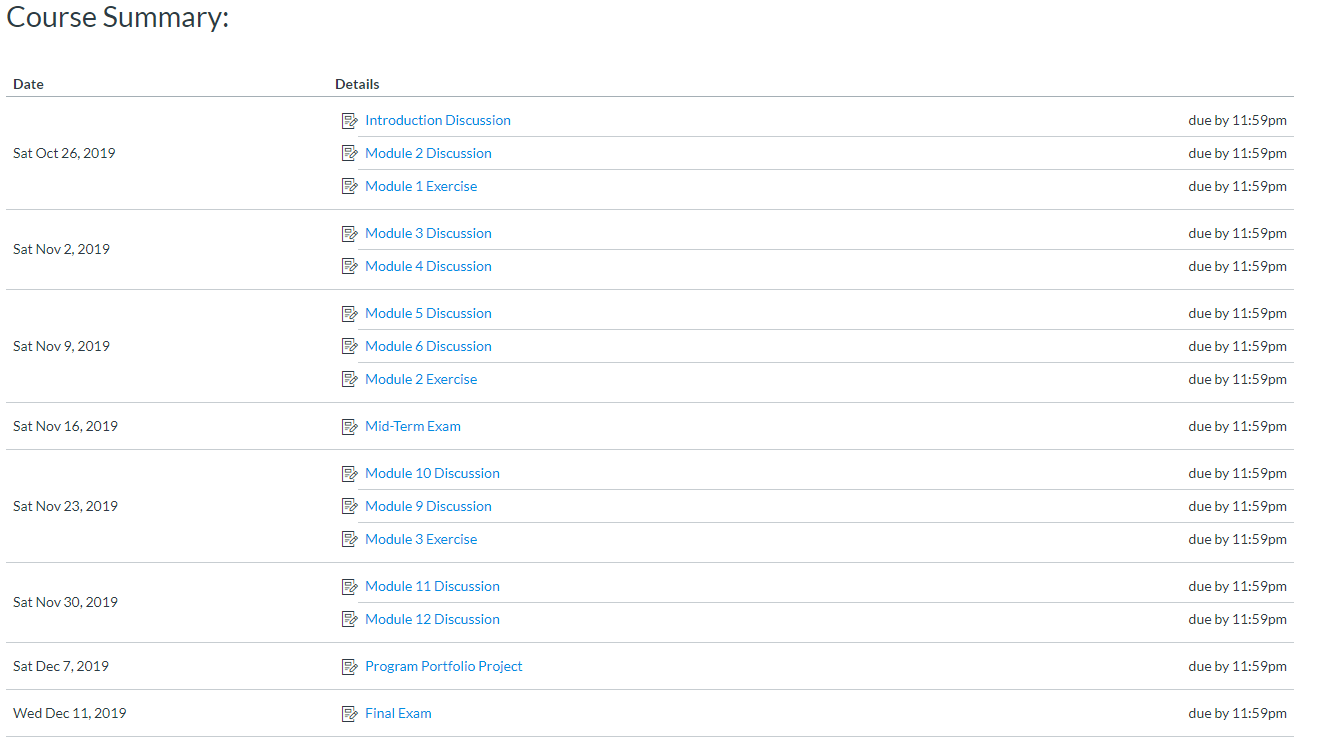 Course Summary:
Date Details
Introduction Discussion due by 11:59pm
Sat Oct 26, 2019 Module 2 Discussion due by 11:59pm
Module 1 Exercise due by 11:59pm
Module 3 Discussion due by 11:59pm
Sat Nov 2, 2019
Module 4 Discussion due by 11:59pm
Module 5 Discussion due by 11:59pm
Sat Nov 9, 2019 Module 6 Discussion due by 11:59pm
Module 2 Exercise due by 11:59pm
Sat Nov 16, 2019 Mid-Term Exam due by 11:59pm
Module 10 Discussion due by 11:59pm
Sat Nov 23, 2019 Module 9 Discussion due by 11:59pm
Module 3 Exercise due by 11:59pm
Module 11 Discussion due by 11:59pm
Sat Nov 30, 2019
Module 12 Discussion due by 11:59pm
Sat Dec 7, 2019 Program Portfolio Project due by 11:59pm
Wed Dec 11, 2019 Final Exam due by 11:59pm